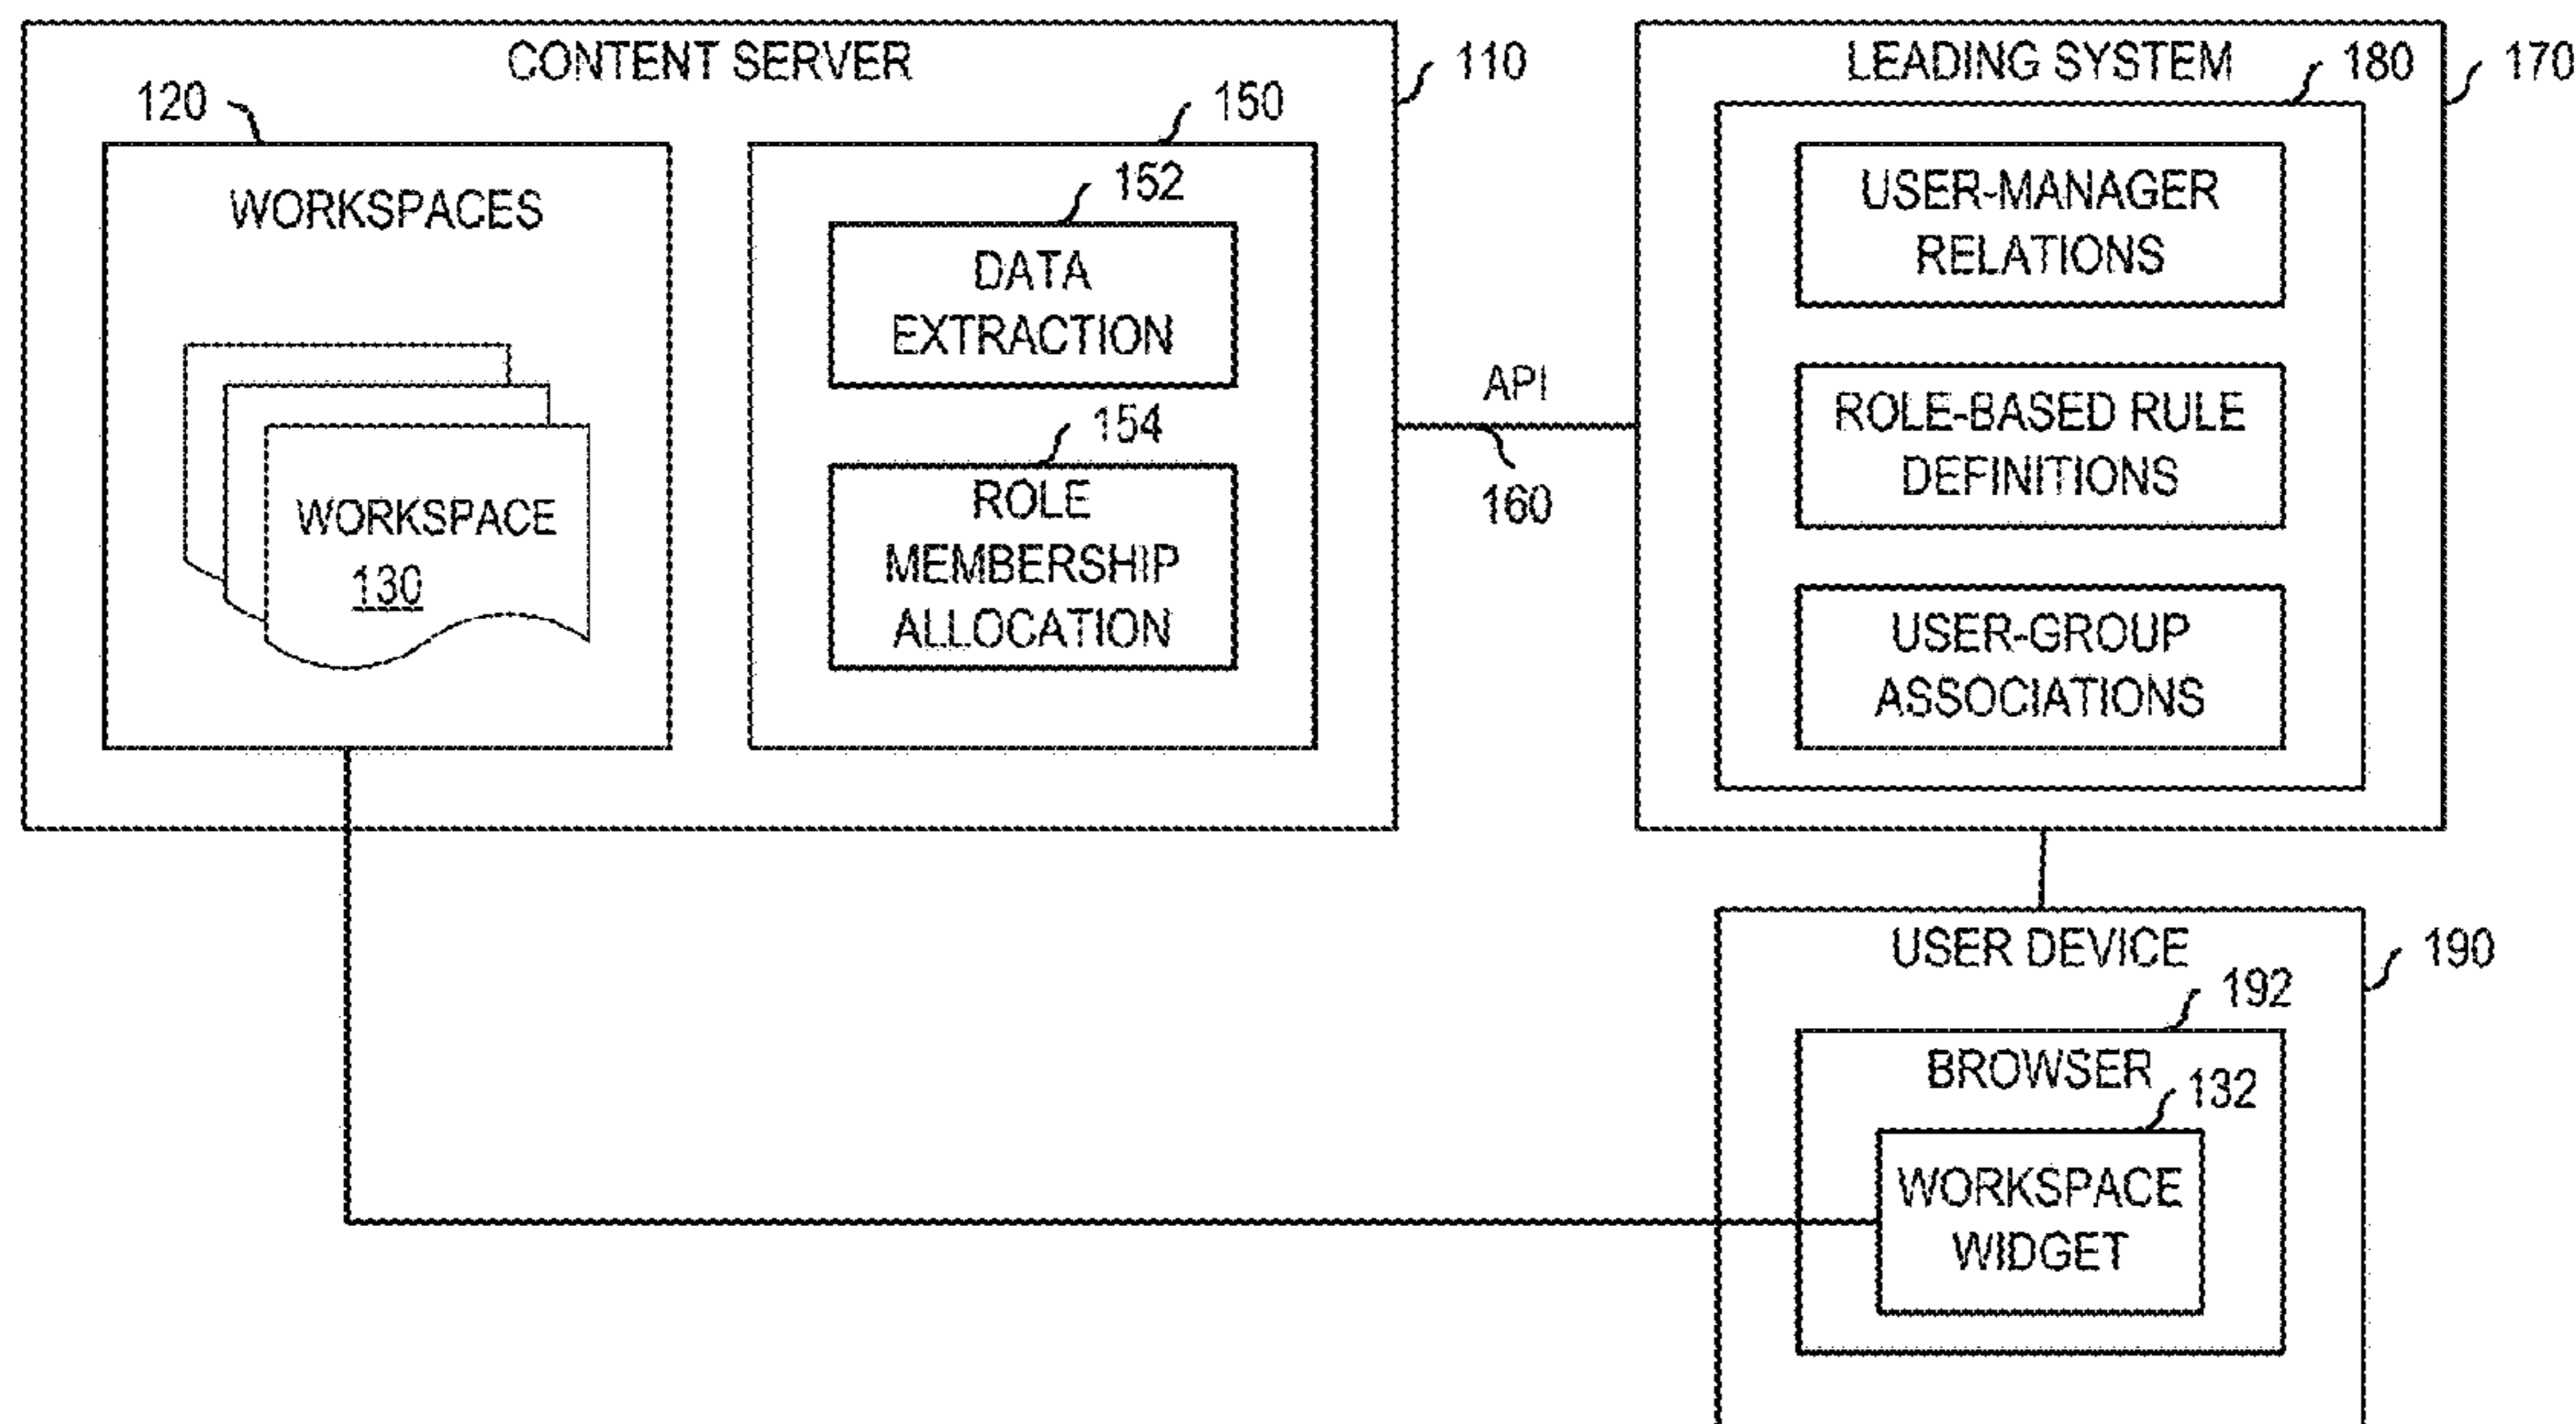 CONTENT SERVER
110
120
WORKSPACES
WORKSPACE
130
150
152
DATA
EXTRACTION
154
ROLE
MEMBERSHIP
ALLOCATION
API
160
LEADING SYSTEM
170
180
USER-MANAGER
RELATIONS
ROLE-BASED RULE
DEFINITIONS
USER-GROUP
ASSOCIATIONS
USER DEVICE
190
192
BROWSER
132
WORKSPACE
WIDGET